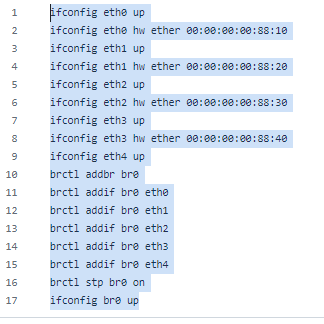 1 ifconfig eth0 up
2 ifconfig eth0 hw ether 00:00:00:00:88:10
3 ifconfig eth1 up
4 ifconfig eth1 hw ether 00:00:00:00:88:20
5 ifconfig eth2 up
6 ifconfig eth2 hw ether 00:00:00:00:88:30
7 ifconfig eth3 up
8 ifconfig eth3 hw ether 00:00:00:00:88:40
9 ifconfig eth4 up
10 brctl addbr br0
11 brctl addif br0 eth0
12 brctl addif br0 eth1
13 brctl addif br0 eth2
14 brctl addif br0 eth3
15 brctl addif br0 eth4
16 brctl stp br0 on
17 ifconfig br0 up